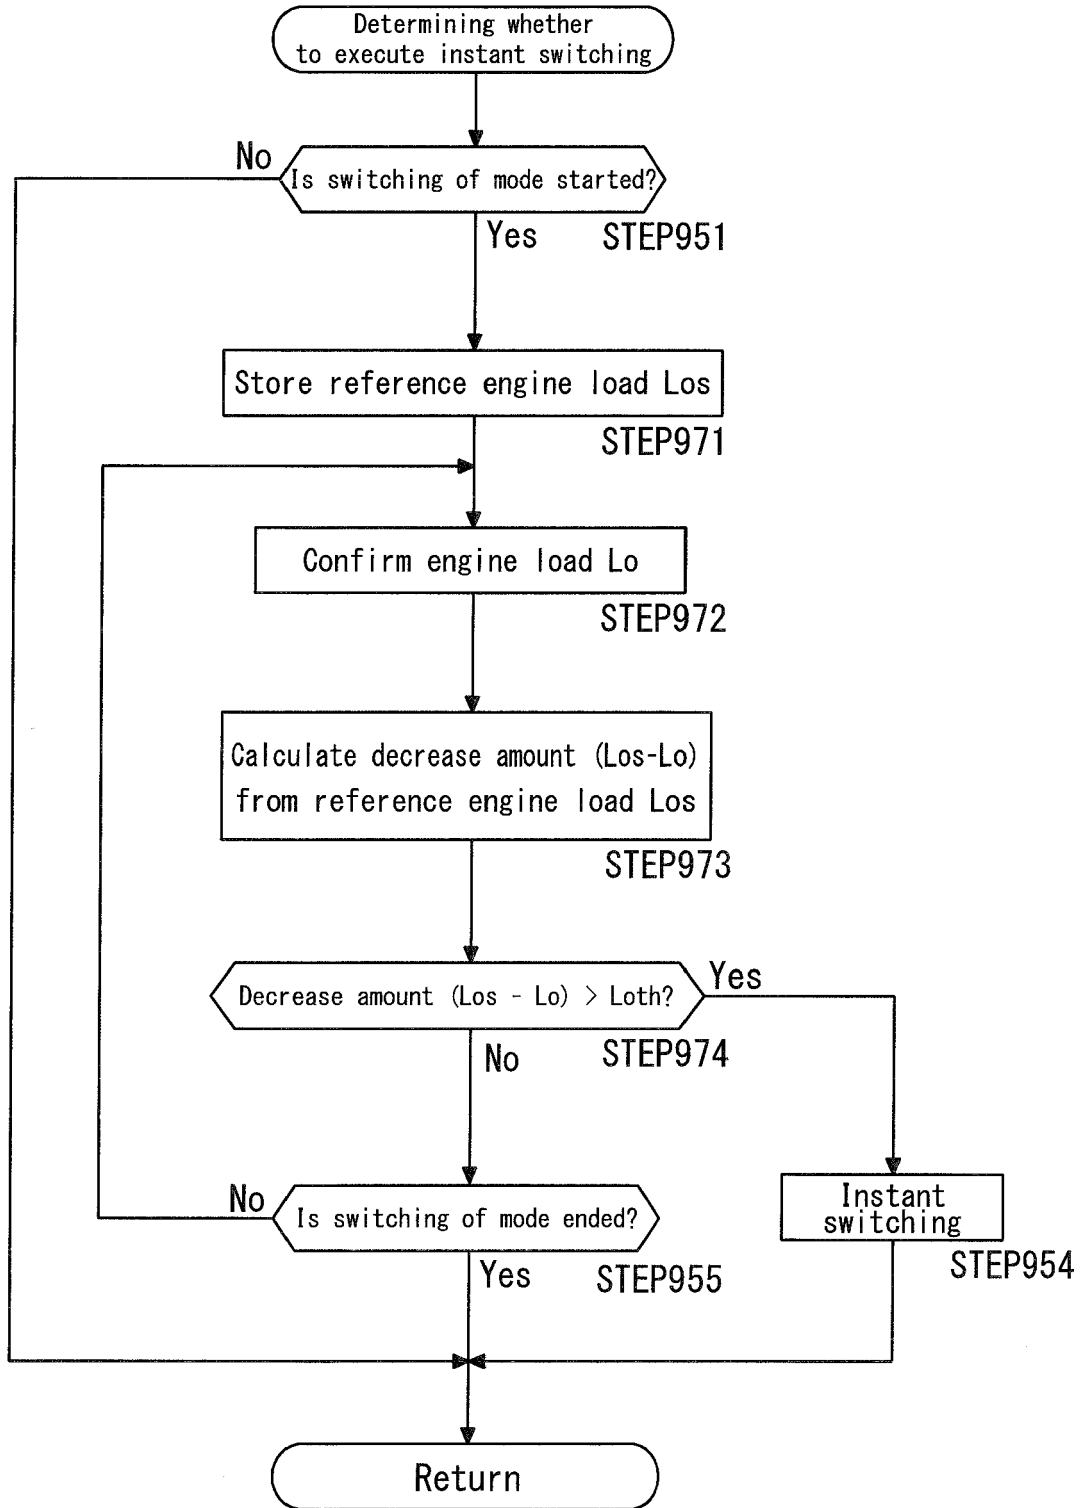 Determining whether
to execute instant switching
No
Is switching of mode started?
Yes
STEP951
Store reference engine load Los
STEP971
Confirm engine load Lo
STEP972
Calculate decrease amount (Los-Lo)
from reference engine load Los
STEP973
Decrease amount (Los - Lo) > Loth?
Yes
No
STEP974
No
Is switching of mode ended?
Instant
switching
Yes
STEP955
STEP954
Return